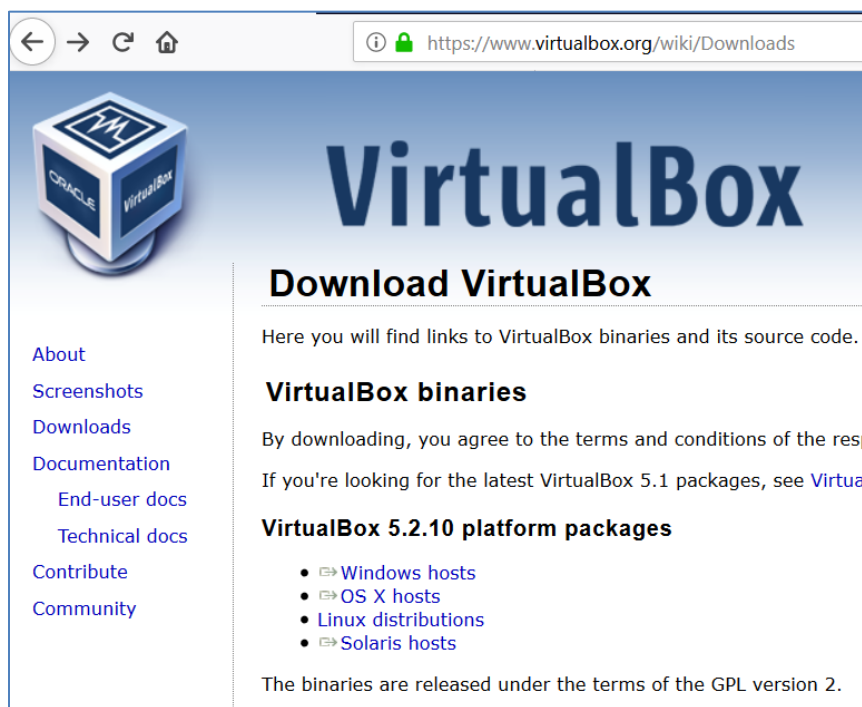 https://www.virtualbox.org/wiki/Downloads
ORACLE
VirtualBox
VirtualBox
Download VirtualBox
Here you will find links to VirtualBox binaries and its source code.
About
Screenshots
Downloads
Documentation
End-user docs
Technical docs
Contribute
Community
VirtualBox binaries
By downloading, you agree to the terms and conditions of the
If you're looking for the latest VirtualBox 5.1 packages, see
VirtualBox 5.2.10 platform packages
Windows hosts
OS X hosts
Linux distributions
Solaris hosts
The binaries are released under the terms of the GPL version 2.